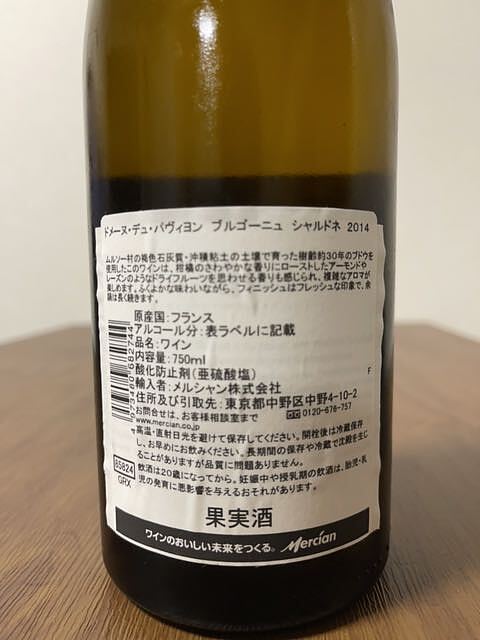 ドメーヌ・デュ・パヴィヨン ブルゴーニュ シャルドネ 2014
ムルソー村の褐色石灰質・沖積粘土の土壌で育った樹齢約30年のブドウを
使用したこのワインは、柑橘のさわやかな香りにローストしたアーモンドや
レーズンのようなドライフルーツを思わせる香りも感じられ、複雑なアロマが
楽しめます。ふくよかな味わいながら、フィニッシュはフレッシュな印象で、余
韻は長く続きます。
原産国:フランス
アルコール分:表ラベルに記載
品名:ワイン
内容量:750ml
酸化防止剤(亜硫酸塩)
F
輸入者:メルシャン株式会社
住所及び引取先:東京都中野区中野4-10-2
お問合せは、お客様相談室まで 0120-676-757
www.mercian.co.jp
高温・直射日光を避けて保存してください。開栓後は冷蔵保存
し、お早めにお飲みください。長期間の保存や冷蔵で沈殿を生じ
ることがありますが品質に問題ありません。
飲酒は20歳になってから。妊娠中や授乳期の飲酒は、胎児・乳
児の発育に悪影響を与えるおそれがあります。
85824
GRX
果実酒
ワインのおいしい未来をつくる。 Mercian